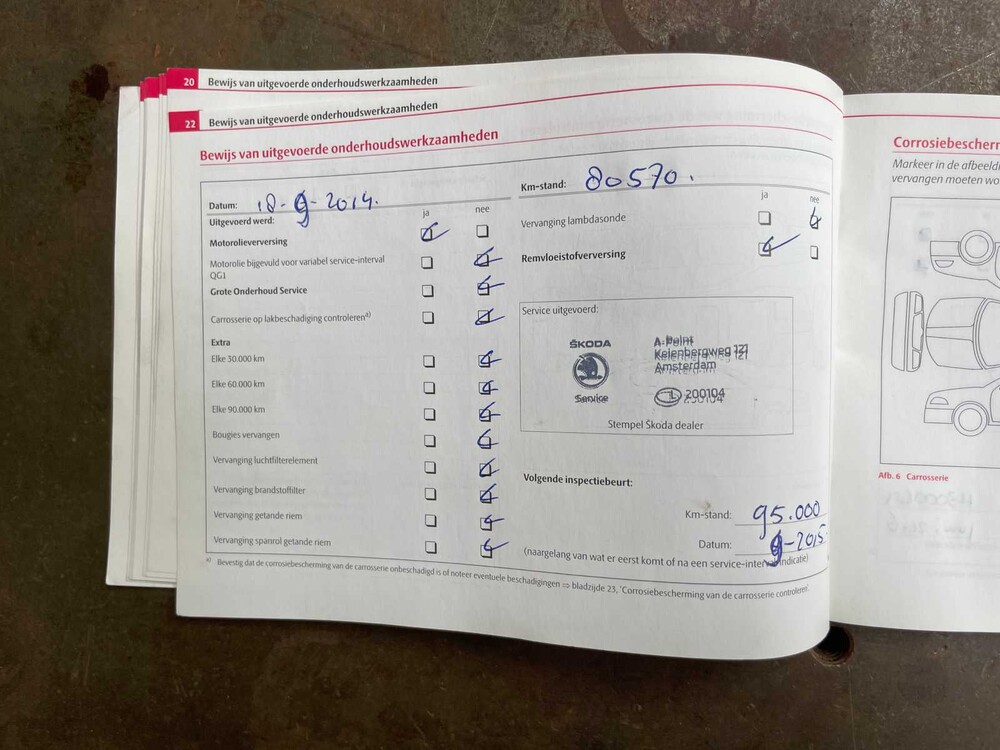 20 Bewijs van uitgevoerde onderhoudswerkzaamheden
22 Bewijs van uitgevoerde onderhoudswerkzaamheden
Bewijs van uitgevoerde onderhoudswerkzaamheden
Datum: 18-9-2014.
Uitgevoerd werd:
ja nee
Motorolieverversing
Motorolie bijgevuld voor variabel service-interval
QG1
Grote Onderhoud Service
Carrosserie op lakbeschadiging controleren a)
Extra
Elke 30.000 km
Elke 60.000 km
Elke 90.000 km
Bougies vervangen
Vervanging luchtfilterelement
Vervanging brandstoffilter
Vervanging getande riem
Vervanging spanrol getande riem
Km-stand: 80570.
ja nee
Vervanging lambdasonde
Remvloeistofverversing
Service uitgevoerd:
ŠKODA
Service
A-Point
Keienbergweg 121
Amsterdam
200104
Stempel Škoda dealer
Volgende inspectiebeurt:
Km-stand: 95.000
Datum: 9-2015
(naargelang van wat er eerst komt of na een service-interval indicatie)
a) Bevestig dat de corrosiebescherming van de carrosserie onbeschadigd is of noteer eventuele beschadigingen ⇒ bladzijde 23, 'Corrosiebescherming van de carrosserie controleren'.
Corrosiebescherm
Markeer in de afbeeldi
vervangen moeten wo
Afb. 6 Carrosserie